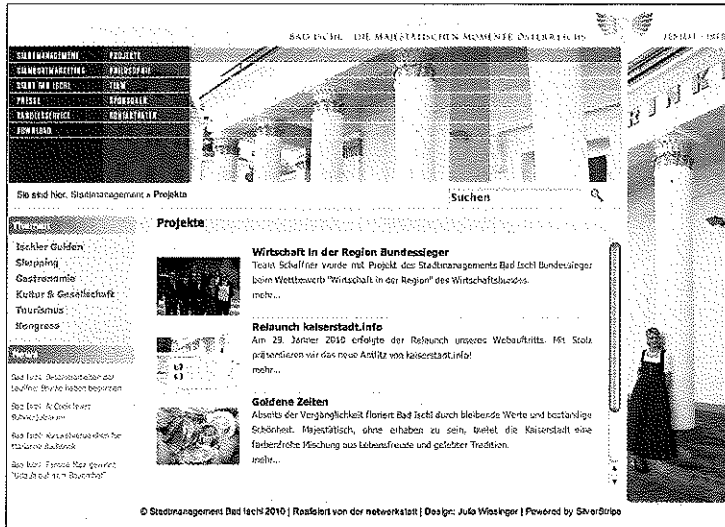 BAD ISCHL - DIE MAJESTÄTISCHEN MOMENTE ÖSTERREICHS
STADTMANAGEMENT PROJEKTE
STANDORTMARKETING PHILOSOPHIE
STADT BAD ISCHL TEAM
PRESSE SPONSOREN
KONTAKTDATEN
DOWNLOAD
TRINK
Sie sind hier: Stadtmanagement » Projekte
Suchen
Projekte
Ischler Gulden
Shopping
Gastronomie
Kultur & Gesellschaft
Tourismus
Kongress
Wirtschaft in der Region Bundessieger
Team Schaffner wurde mit Projekt des Stadtmanagements Bad Ischl Bundessieger
beim Wettbewerb "Wirtschaft in der Region" des Wirtschaftsbundes.
mehr...
Relaunch kaiserstadt.info
Am 29. Jänner 2010 erfolgte der Relaunch unseres Webauftritts. Mit Stolz
präsentieren wir das neue Antlitz von kaiserstadt.info!
mehr...
Goldene Zeiten
Abseits der Vergänglichkeit floriert Bad Ischl durch bleibende Werte und beständige
Schönheit. Majestätisch, ohne erhaben zu sein, bietet die Kaiserstadt eine
farbenfrohe Mischung aus Lebensfreude und gelebter Tradition.
mehr...
© Stadtmanagement Bad Ischl 2010 | Realisiert von der netwerkstatt | Design: Julia Wiesinger | Powered by SilverStripe